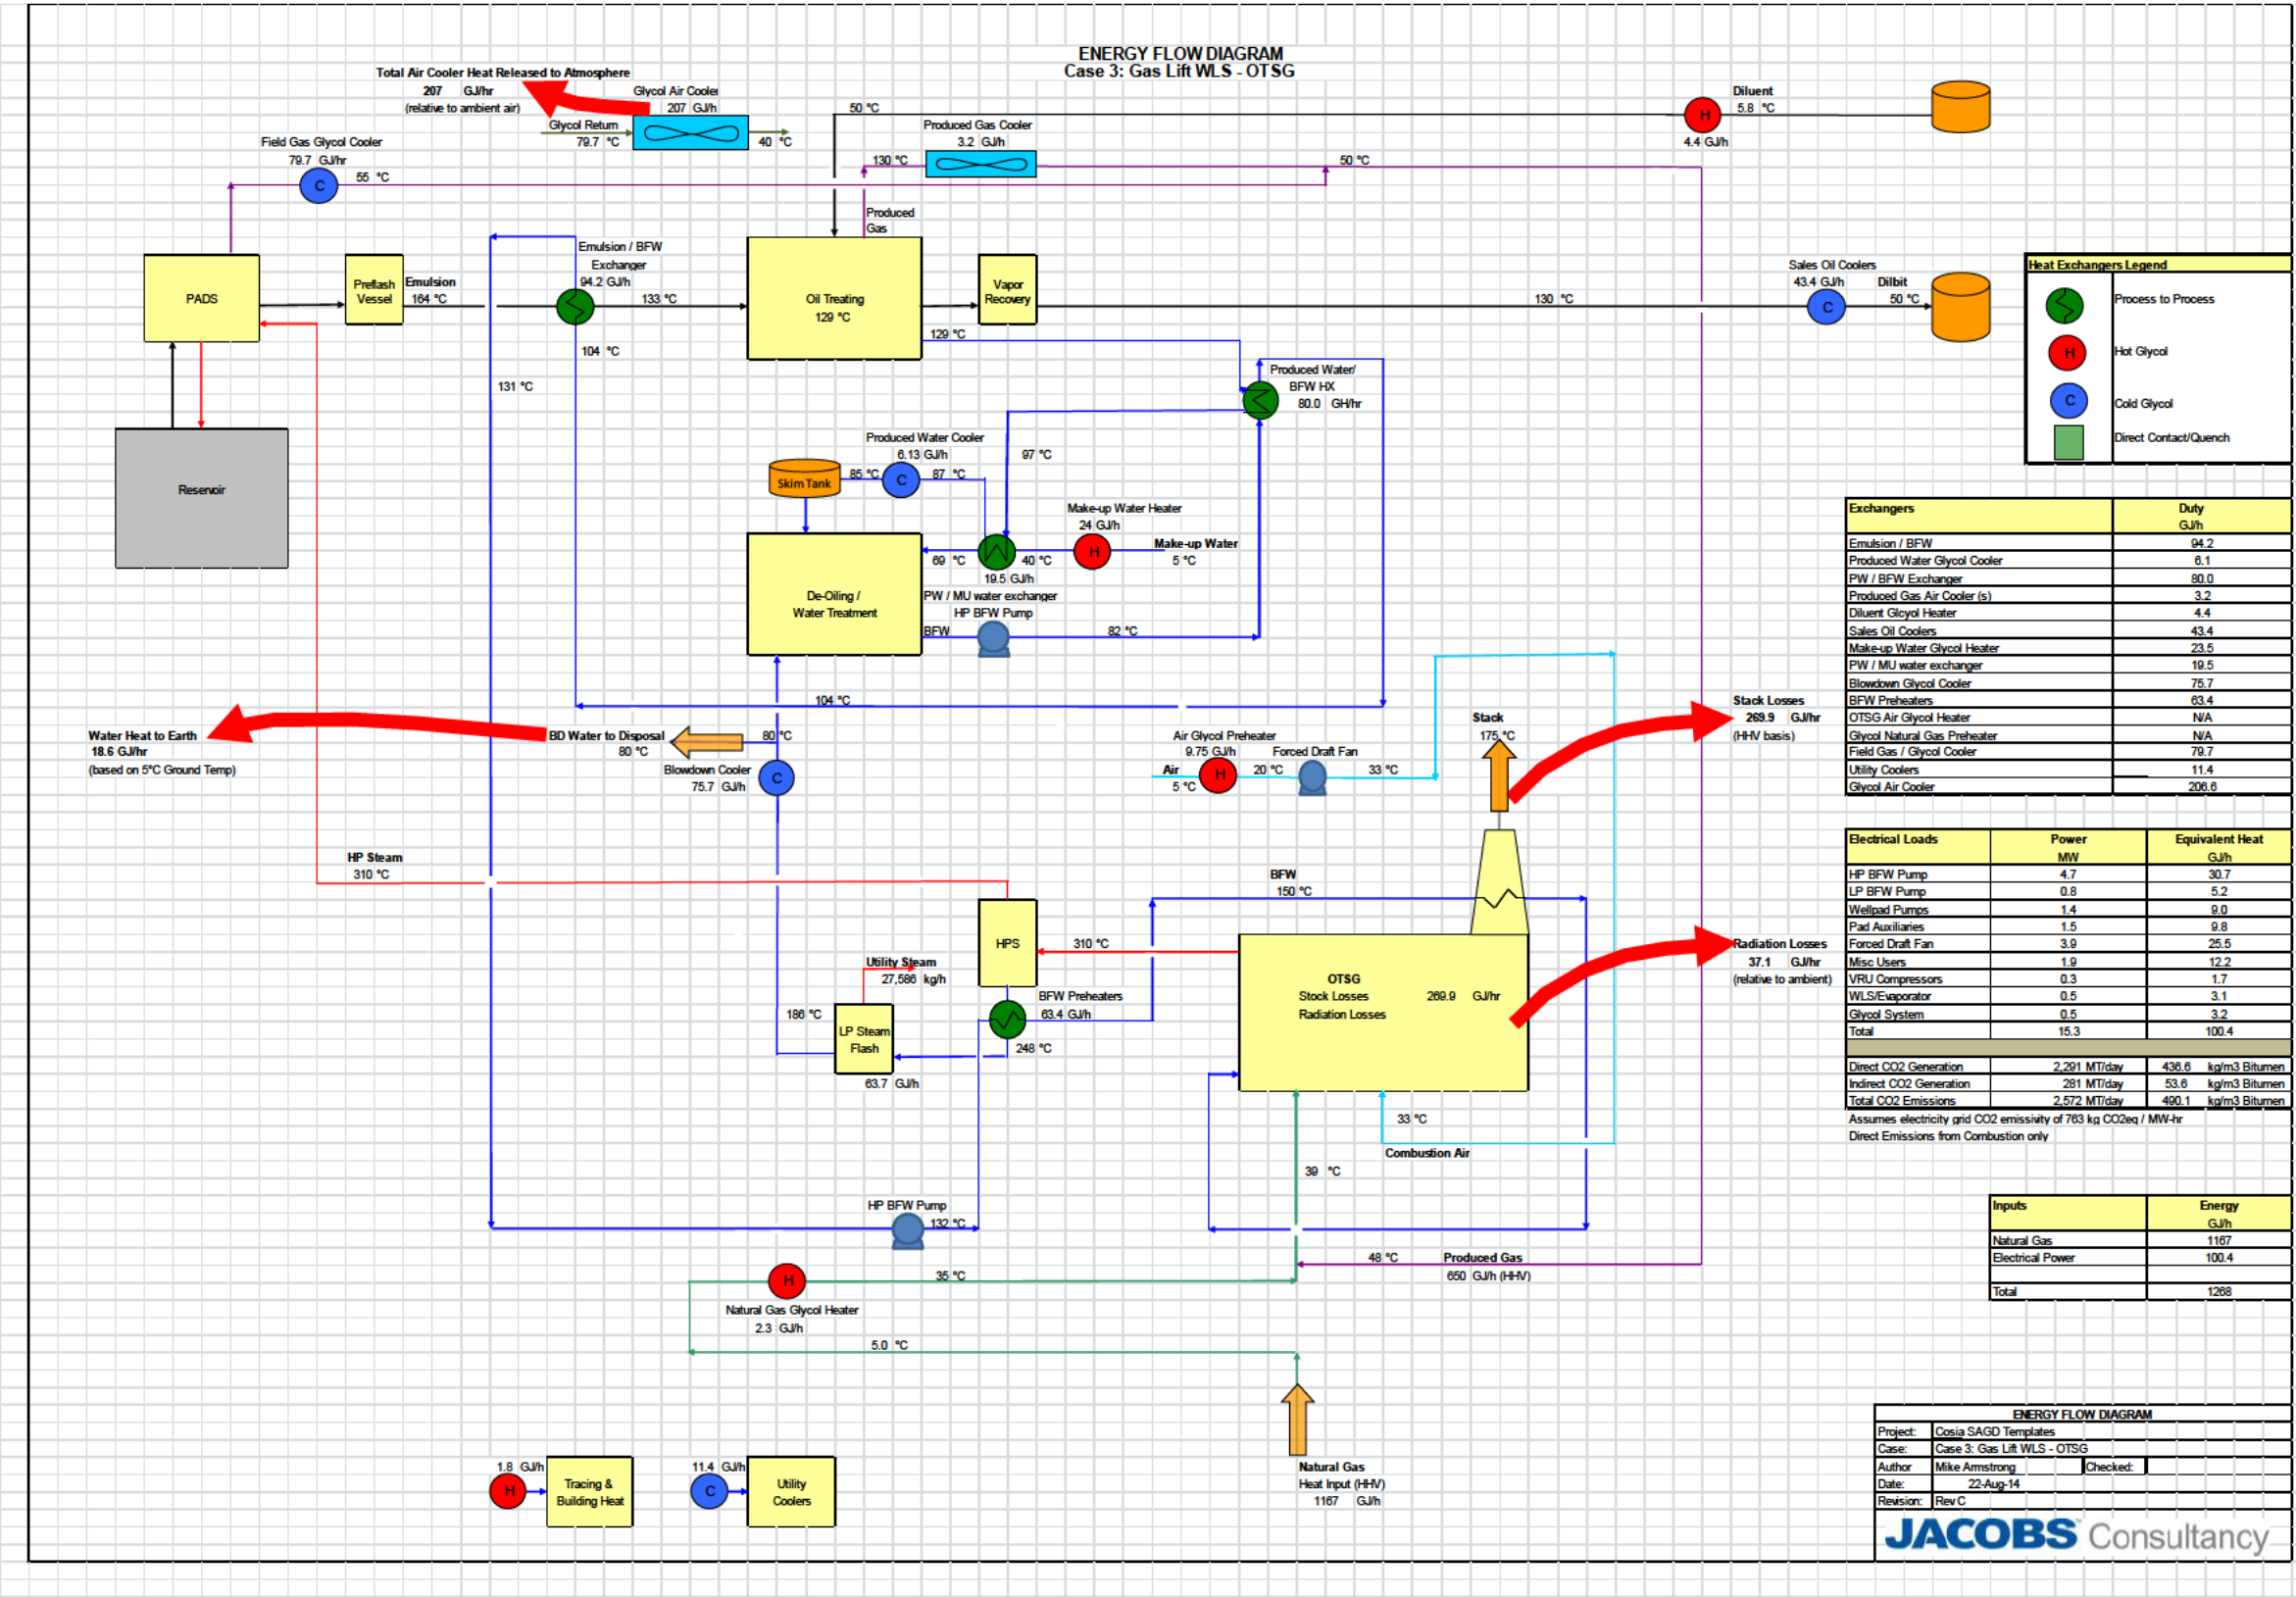 ENERGY FLOW DIAGRAM
Case 3: Gas Lift WLS - OTSG
Total Air Cooler Heat Released to Atmosphere
207 GJ/hr
(relative to ambient air)
Glycol Air Cooler
207 GJ/h
Glycol Return
79.7 °C
40 °C
50 °C
Diluent
5.8 °C
H
4.4 GJ/h
Produced Gas Cooler
3.2 GJ/h
130 °C
50 °C
Field Gas Glycol Cooler
79.7 GJ/hr
C
55 °C
Produced
Gas
PADS
Preflash
Vessel
Emulsion
164 °C
Emulsion / BFW
Exchanger
94.2 GJ/h
133 °C
104 °C
131 °C
Oil Treating
129 °C
Vapor
Recovery
130 °C
Sales Oil Coolers
43.4 GJ/h
C
Dilbit
50 °C
129 °C
Heat Exchangers Legend
Process to Process
H
Hot Glycol
C
Cold Glycol
Direct Contact/Quench
Produced Water/
BFW HX
80.0 GH/hr
Reservoir
Produced Water Cooler
6.13 GJ/h
Skim Tank
85 °C
C
87 °C
97 °C
Make-up Water Heater
24 GJ/h
H
Make-up Water
5 °C
69 °C
40 °C
19.5 GJ/h
PW / MU water exchanger
De-Oiling /
Water Treatment
HP BFW Pump
BFW
82 °C
104 °C
Exchangers Duty
GJ/h
Emulsion / BFW 94.2
Produced Water Glycol Cooler 6.1
PW / BFW Exchanger 80.0
Produced Gas Air Cooler (s) 3.2
Diluent Glcyol Heater 4.4
Sales Oil Coolers 43.4
Make-up Water Glycol Heater 23.5
PW / MU water exchanger 19.5
Blowdown Glycol Cooler 75.7
BFW Preheaters 63.4
OTSG Air Glycol Heater N/A
Glycol Natural Gas Preheater N/A
Field Gas / Glycol Cooler 79.7
Utility Coolers 11.4
Glycol Air Cooler 206.6
Water Heat to Earth
18.6 GJ/hr
(based on 5°C Ground Temp)
BD Water to Disposal
80 °C
80 °C
Blowdown Cooler
75.7 GJ/h
C
Air Glycol Preheater
9.75 GJ/h
Air
5 °C
H
20 °C
Forced Draft Fan
33 °C
Stack
175 °C
Stack Losses
269.9 GJ/hr
(HHV basis)
Electrical Loads Power Equivalent Heat
MW GJ/h
HP BFW Pump 4.7 30.7
LP BFW Pump 0.8 5.2
Wellpad Pumps 1.4 9.0
Pad Auxiliaries 1.5 9.8
Forced Draft Fan 3.9 25.5
Misc Users 1.9 12.2
VRU Compressors 0.3 1.7
WLS/Evaporator 0.5 3.1
Glycol System 0.5 3.2
Total 15.3 100.4
Direct CO2 Generation 2,291 MT/day 436.6 kg/m3 Bitumen
Indirect CO2 Generation 281 MT/day 53.6 kg/m3 Bitumen
Total CO2 Emissions 2,572 MT/day 490.1 kg/m3 Bitumen
Assumes electricity grid CO2 emissivity of 763 kg CO2eq / MW-hr
Direct Emissions from Combustion only
HP Steam
310 °C
BFW
150 °C
HPS
310 °C
Utility Steam
27,586 kg/h
BFW Preheaters
63.4 GJ/h
186 °C
LP Steam
Flash
248 °C
63.7 GJ/h
OTSG
Stock Losses 269.9 GJ/hr
Radiation Losses
Radiation Losses
37.1 GJ/hr
(relative to ambient)
33 °C
Combustion Air
39 °C
HP BFW Pump
132 °C
48 °C
Produced Gas
650 GJ/h (HHV)
H
35 °C
Natural Gas Glycol Heater
2.3 GJ/h
5.0 °C
Inputs Energy
GJ/h
Natural Gas 1167
Electrical Power 100.4
Total 1268
Natural Gas
Heat Input (HHV)
1167 GJ/h
1.8 GJ/h
H
Tracing &
Building Heat
11.4 GJ/h
C
Utility
Coolers
ENERGY FLOW DIAGRAM
Project: Cosia SAGD Templates
Case: Case 3: Gas Lift WLS - OTSG
Author Mike Armstrong Checked:
Date: 22-Aug-14
Revision: Rev C
JACOBS Consultancy